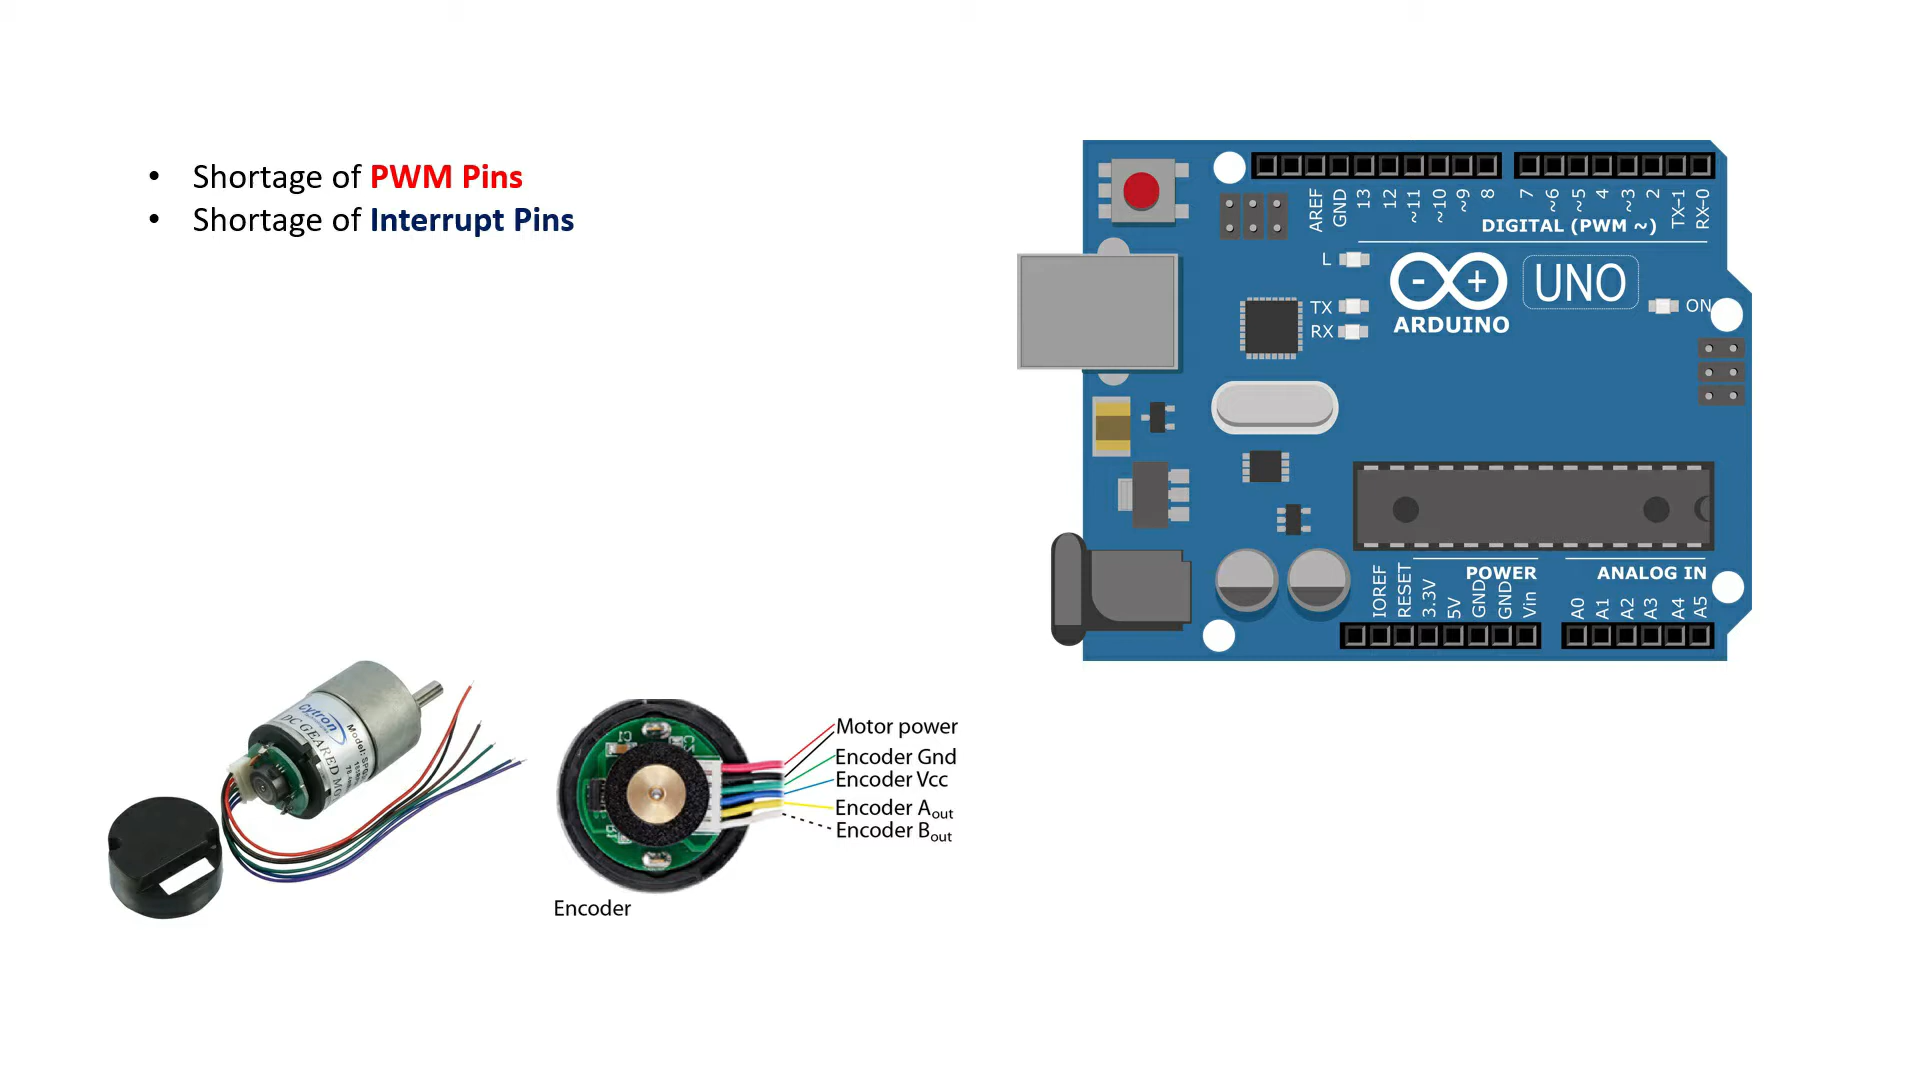 • Shortage of PWM Pins
• Shortage of Interrupt Pins
AREF
GND
13
12
~11
~10
~9
8
7
~6
~5
4
~3
2
TX-1
RX-0
DIGITAL (PWM ~)
L
TX
RX
- +
ARDUINO
UNO
ON
POWER
ANALOG IN
IOREF
RESET
3.3V
5V
GND
GND
Vin
A0
A1
A2
A3
A4
A5
Cytron
DC GEARED
Model:
C1
Motor power
Encoder Gnd
Encoder Vcc
Encoder Aout
Encoder Bout
Encoder